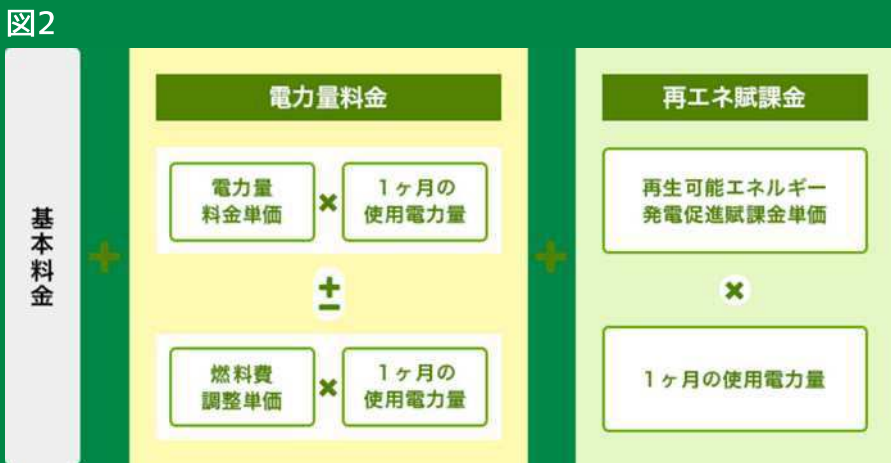 図2
基本料金
+
電力量料金
電力量
料金単価
×
1ヶ月の
使用電力量
±
燃料費
調整単価
×
1ヶ月の
使用電力量
+
再エネ賦課金
再生可能エネルギー
発電促進賦課金単価
×
1ヶ月の使用電力量